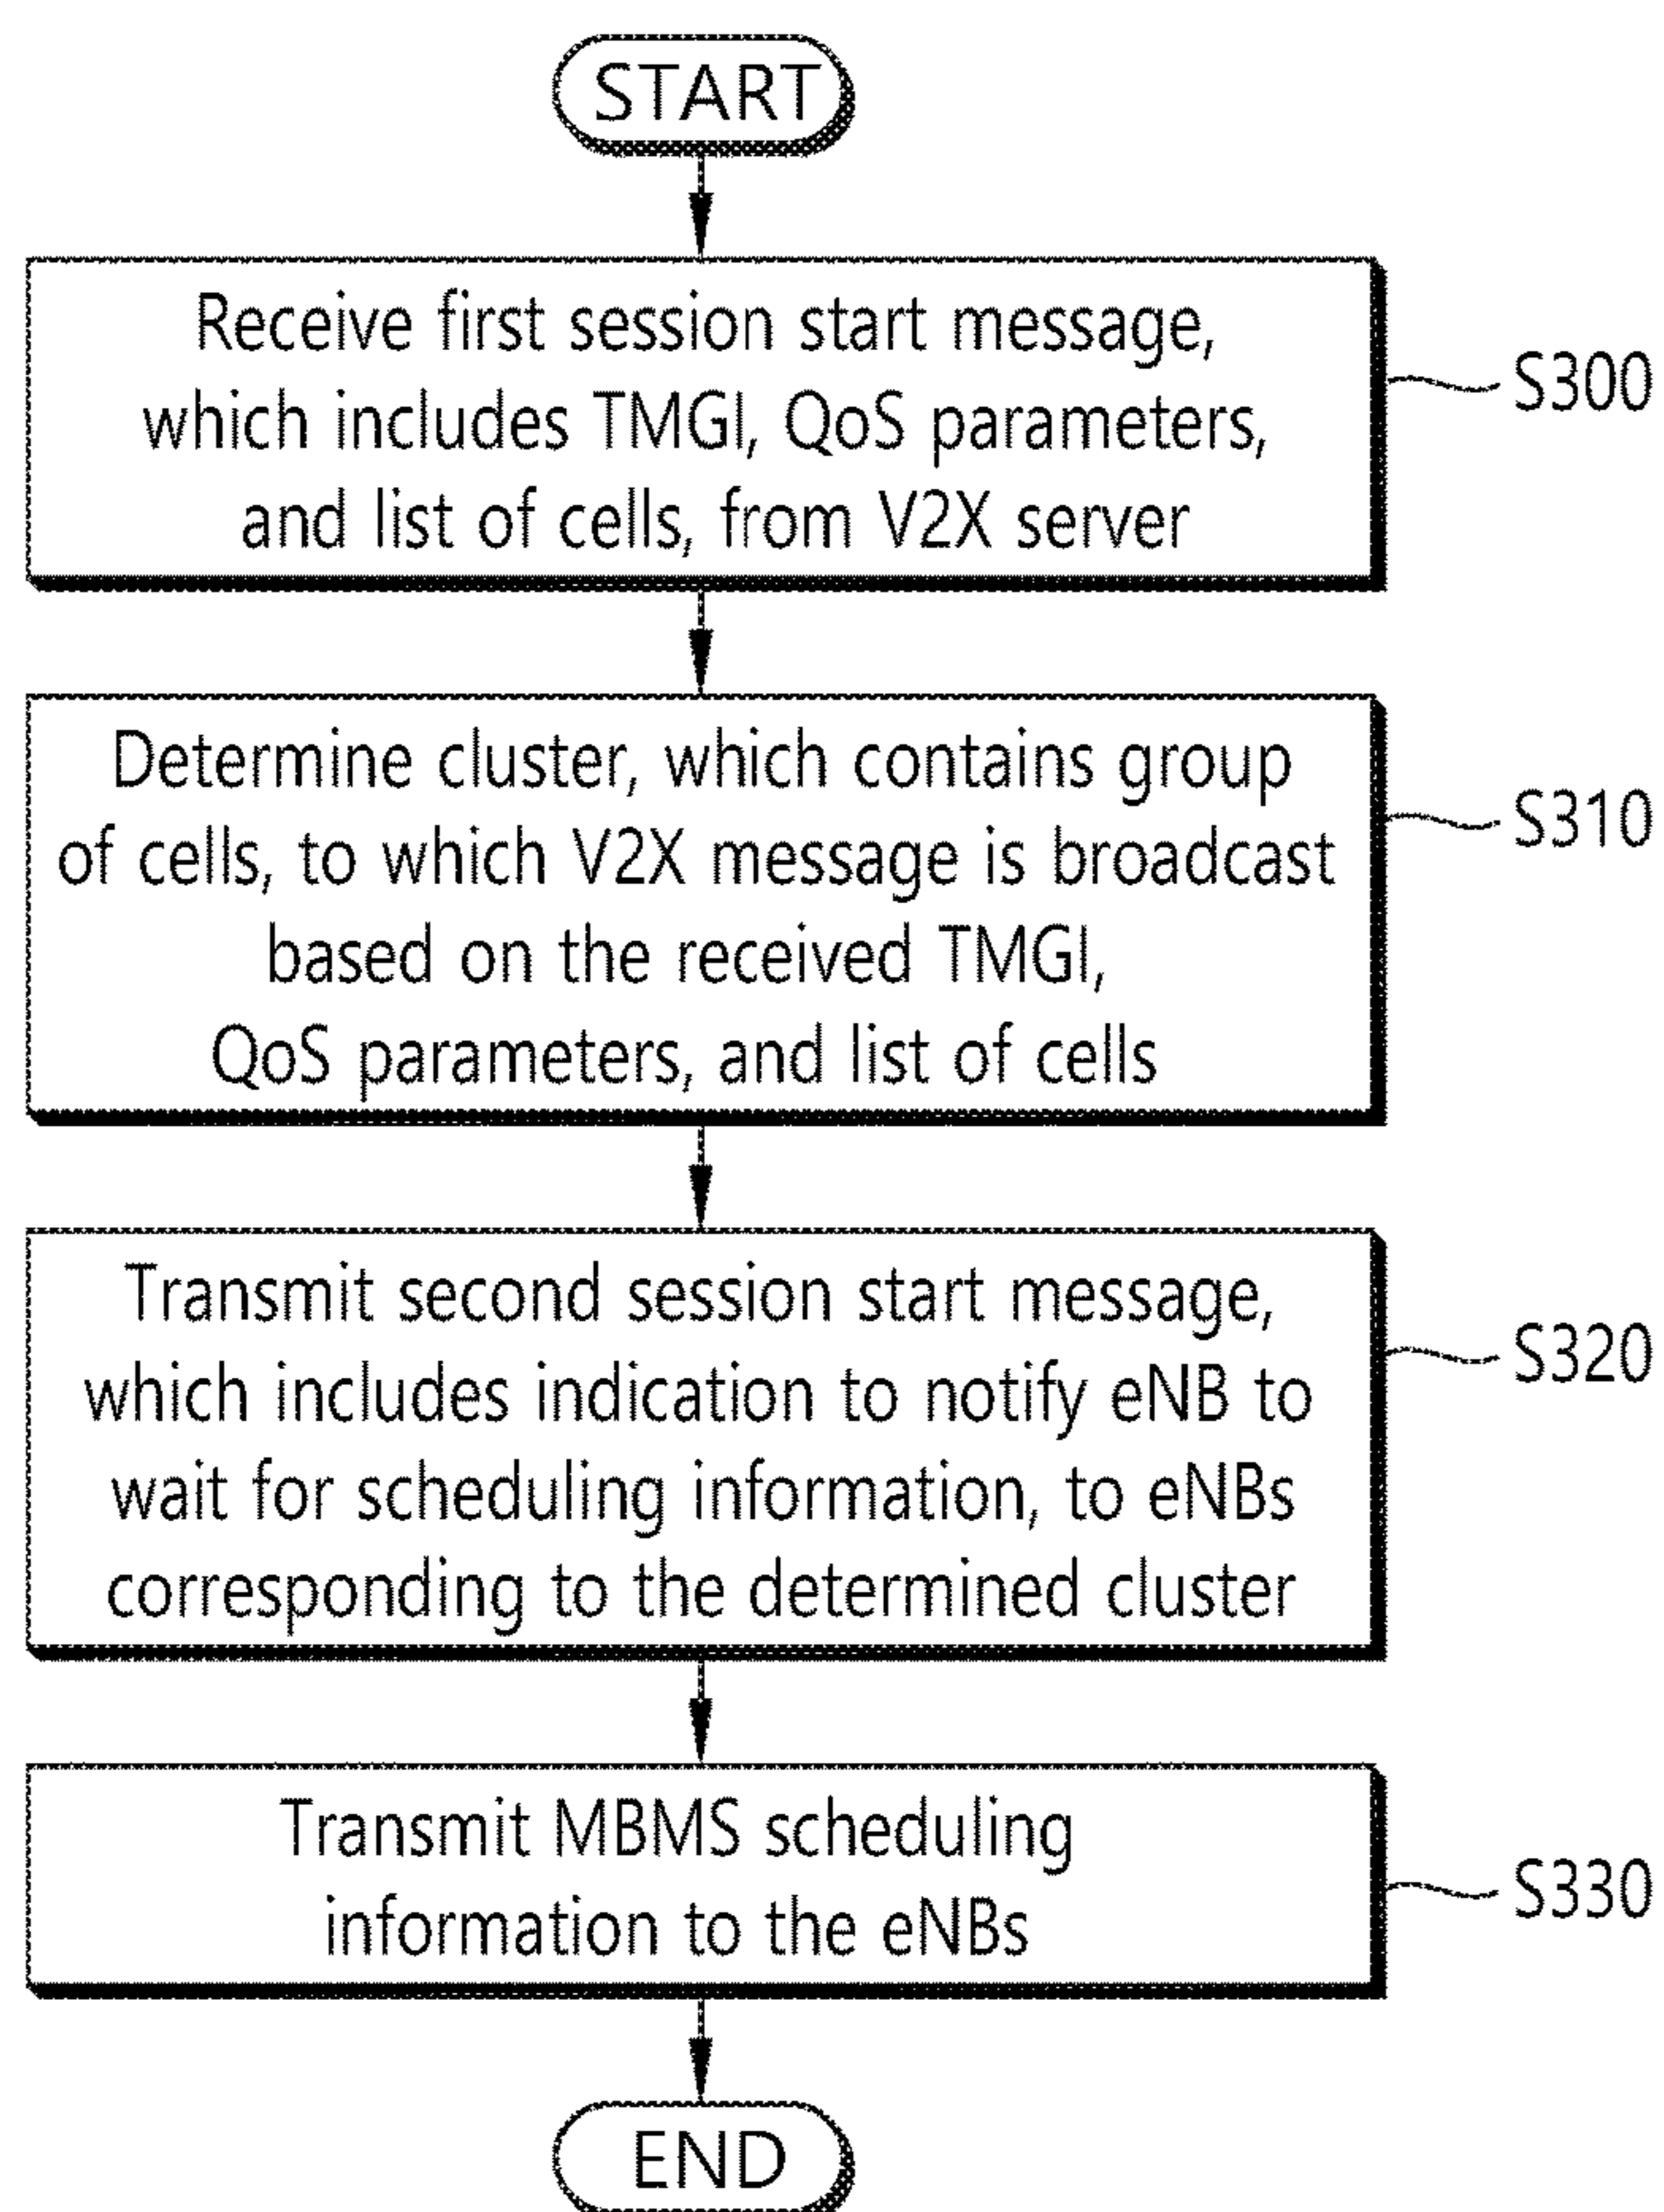 START
Receive first session start message,
which includes TMGI, QoS parameters,
and list of cells, from V2X server
S300
Determine cluster, which contains group
of cells, to which V2X message is broadcast
based on the received TMGI,
QoS parameters, and list of cells
S310
Transmit second session start message,
which includes indication to notify eNB to
wait for scheduling information, to eNBs
corresponding to the determined cluster
S320
Transmit MBMS scheduling
information to the eNBs
S330
END